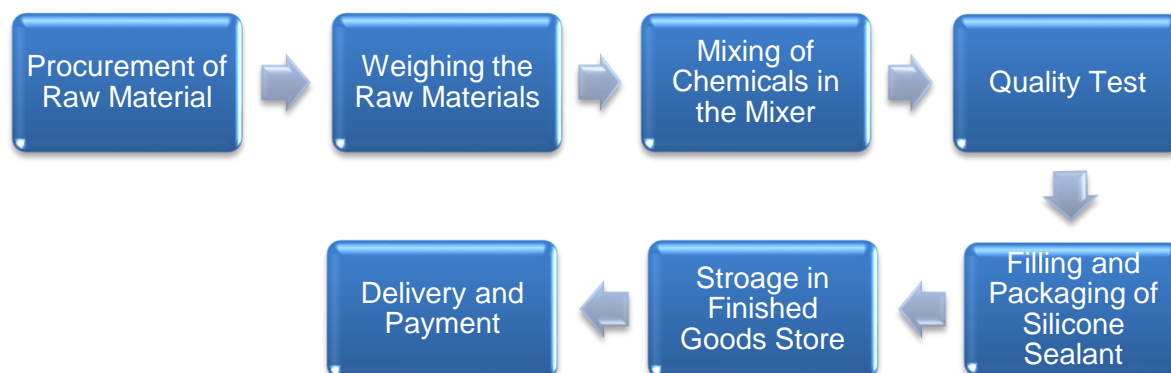 Procurement of
Raw Material
Weighing the
Raw Materials
Mixing of
Chemicals in
the Mixer
Quality Test
Filling and
Packaging of
Silicone
Sealant
Stroage in
Finished
Goods Store
Delivery and
Payment